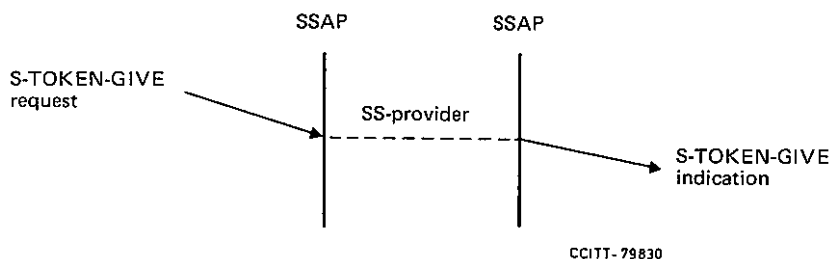 SSAP
SSAP
S-TOKEN-GIVE
request
SS-provider
S-TOKEN-GIVE
indication
CCITT-79830